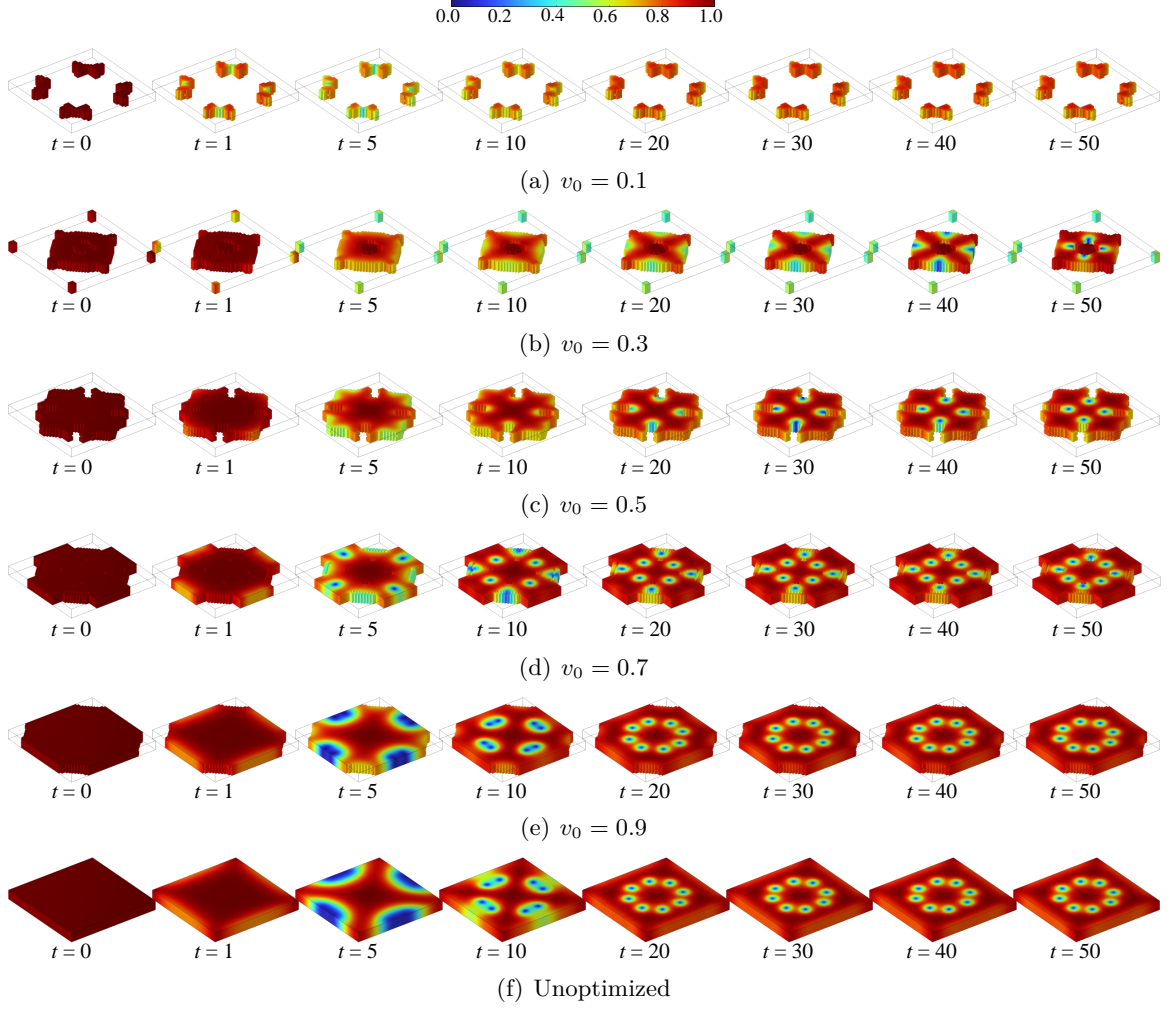 0.0 0.2 0.4 0.6 0.8 1.0
t = 0 t = 1 t = 5 t = 10 t = 20 t = 30 t = 40 t = 50
(a) v₀ = 0.1
t = 0 t = 1 t = 5 t = 10 t = 20 t = 30 t = 40 t = 50
(b) v₀ = 0.3
t = 0 t = 1 t = 5 t = 10 t = 20 t = 30 t = 40 t = 50
(c) v₀ = 0.5
t = 0 t = 1 t = 5 t = 10 t = 20 t = 30 t = 40 t = 50
(d) v₀ = 0.7
t = 0 t = 1 t = 5 t = 10 t = 20 t = 30 t = 40 t = 50
(e) v₀ = 0.9
t = 0 t = 1 t = 5 t = 10 t = 20 t = 30 t = 40 t = 50
(f) Unoptimized